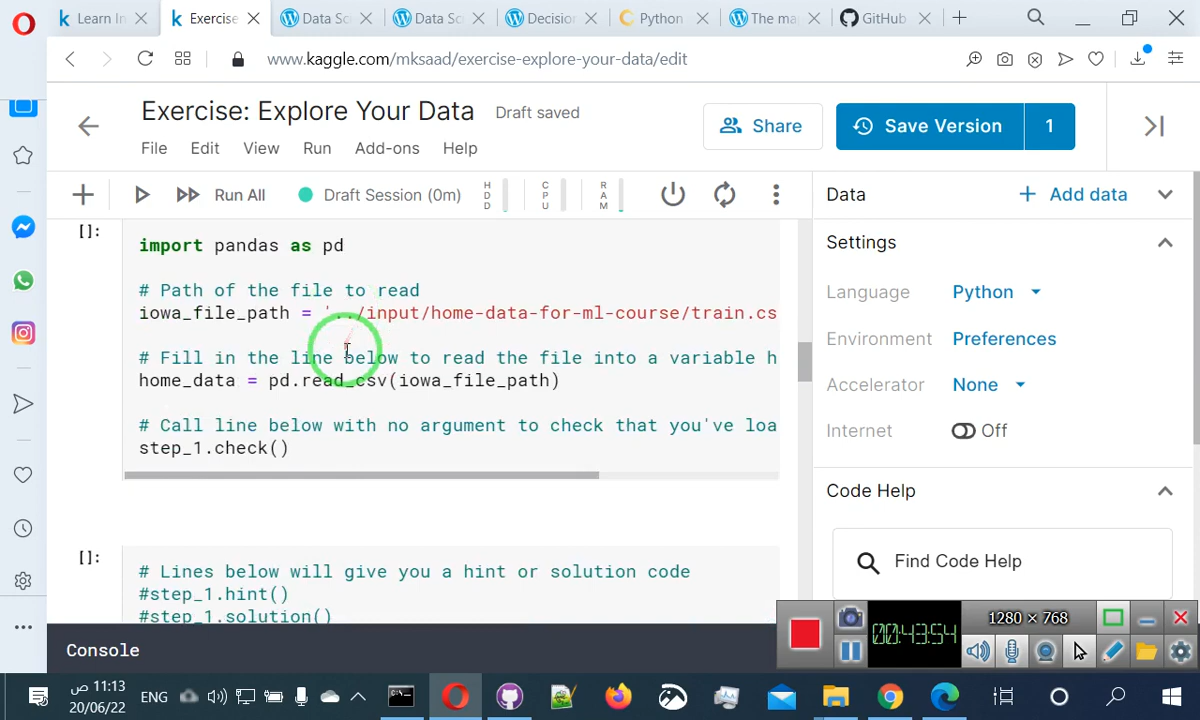 Learn In
Exercise
Data Sc
Data Sc
Decision
Python
The ma
GitHub
www.kaggle.com/mksaad/exercise-explore-your-data/edit
Exercise: Explore Your Data
Draft saved
Share
Save Version
1
File
Edit
View
Run
Add-ons
Help
Run All
Draft Session (0m)
HDD
CPU
RAM
Data
Add data
Settings
Language
Python
Environment
Preferences
Accelerator
None
Internet
Off
Code Help
Find Code Help
[]:
import pandas as pd
# Path of the file to read
iowa_file_path = '../input/home-data-for-ml-course/train.cs
# Fill in the line below to read the file into a variable h
home_data = pd.read_csv(iowa_file_path)
# Call line below with no argument to check that you've loa
step_1.check()
[]:
# Lines below will give you a hint or solution code
#step_1.hint()
#step_1.solution()
Console
00:43:54
1280 × 768
11:13 ص
20/06/22
ENG